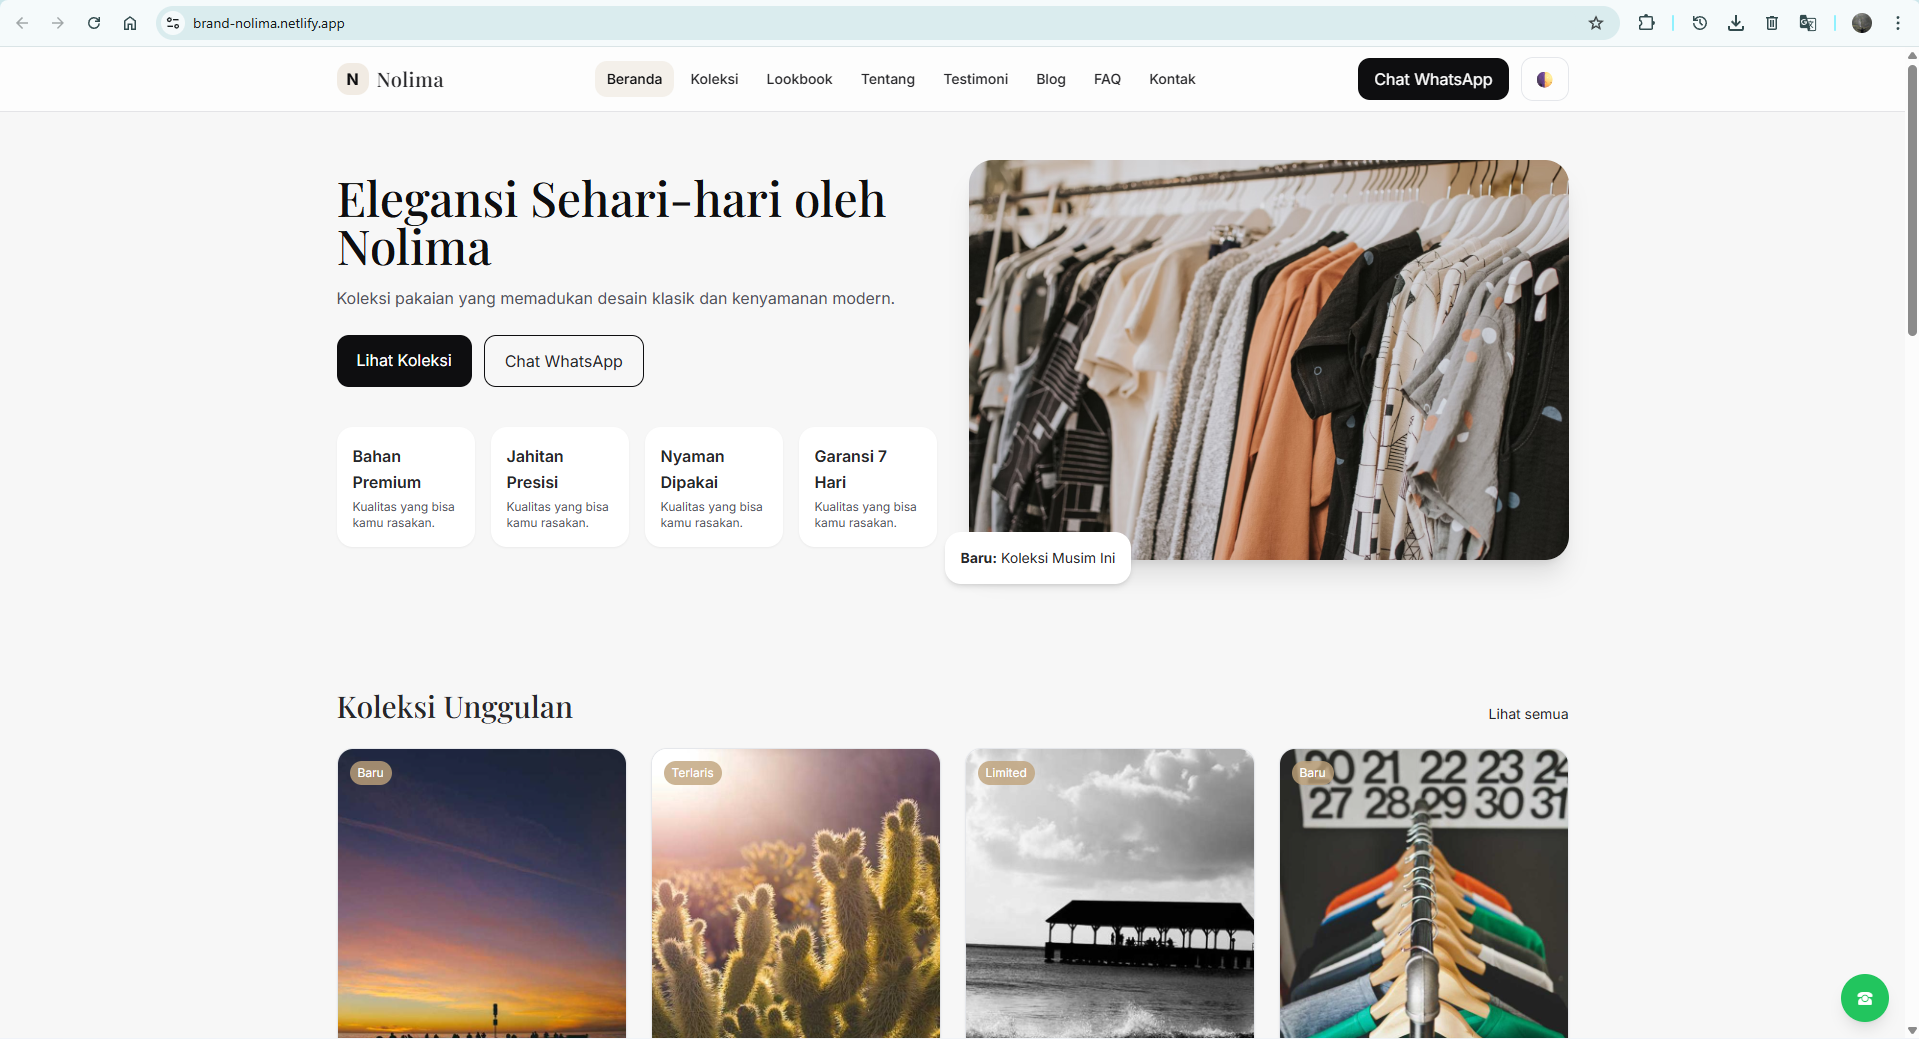 brand-nolima.netlify.app
N Nolima
Beranda Koleksi Lookbook Tentang Testimoni Blog FAQ Kontak
Chat WhatsApp
Elegansi Sehari-hari oleh
Nolima
Koleksi pakaian yang memadukan desain klasik dan kenyamanan modern.
Lihat Koleksi
Chat WhatsApp
Bahan
Premium
Kualitas yang bisa
kamu rasakan.
Jahitan
Presisi
Kualitas yang bisa
kamu rasakan.
Nyaman
Dipakai
Kualitas yang bisa
kamu rasakan.
Garansi 7
Hari
Kualitas yang bisa
kamu rasakan.
Baru: Koleksi Musim Ini
Koleksi Unggulan
Lihat semua
Baru
Terlaris
Limited
Baru
20 21 22 23 24
27 28 29 30 31